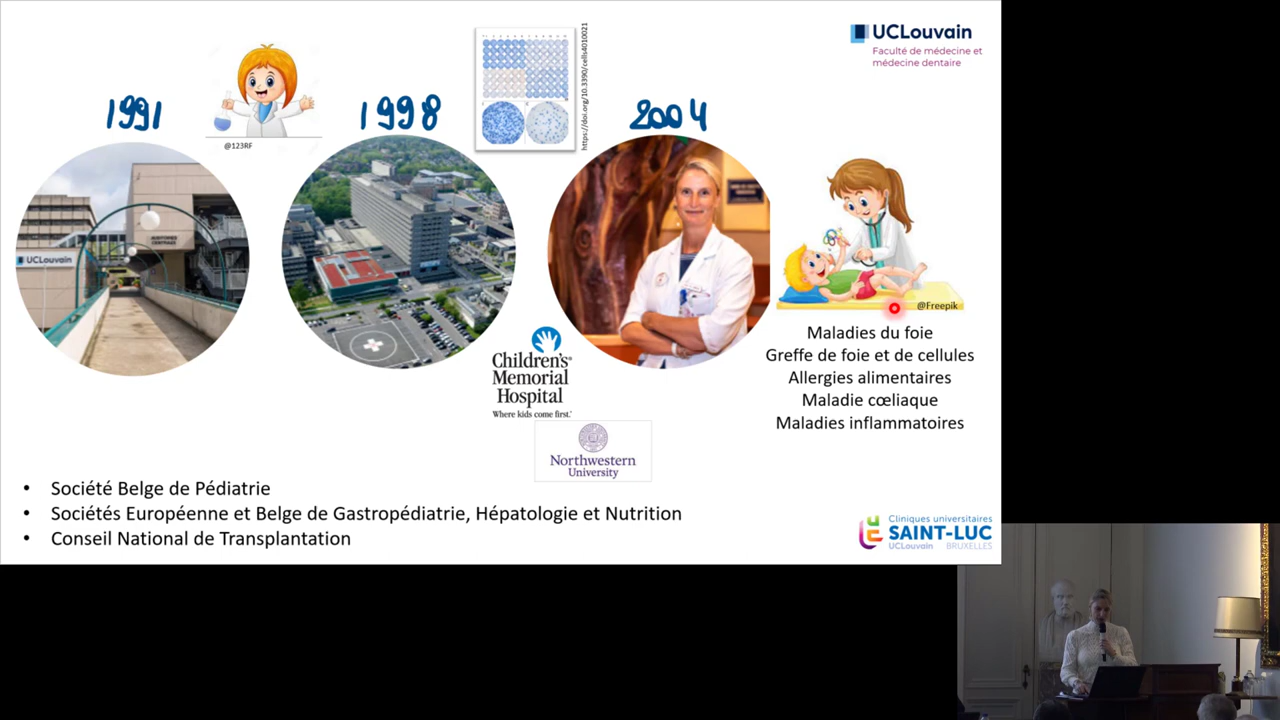 UCLouvain
Faculté de médecine et
médecine dentaire
1991
1998
2004
@123RF
https://doi.org/10.3390/cells4010021
UCLouvain
AUDITOIRES
CENTRAUX
@Freepik
Maladies du foie
Greffe de foie et de cellules
Allergies alimentaires
Maladie cœliaque
Maladies inflammatoires
Children's
Memorial
Hospital
Where kids come first.
Northwestern
University
• Société Belge de Pédiatrie
• Sociétés Européenne et Belge de Gastropédiatrie, Hépatologie et Nutrition
• Conseil National de Transplantation
Cliniques universitaires
SAINT-LUC
UCLouvain BRUXELLES